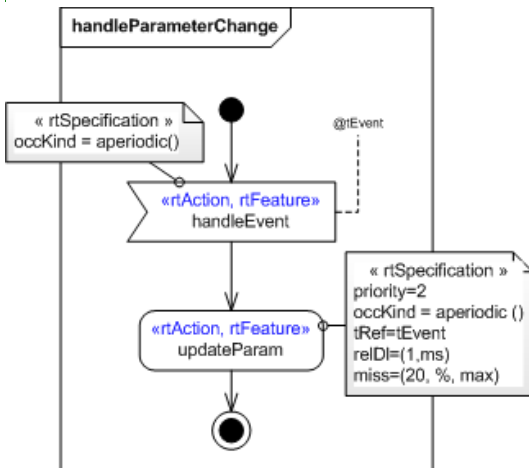 handleParameterChange
« rtSpecification »
occKind = aperiodic()
@tEvent
«rtAction, rtFeature»
handleEvent
« rtSpecification »
priority=2
occKind = aperiodic ()
tRef=tEvent
relDl=(1,ms)
miss=(20, %, max)
«rtAction, rtFeature»
updateParam